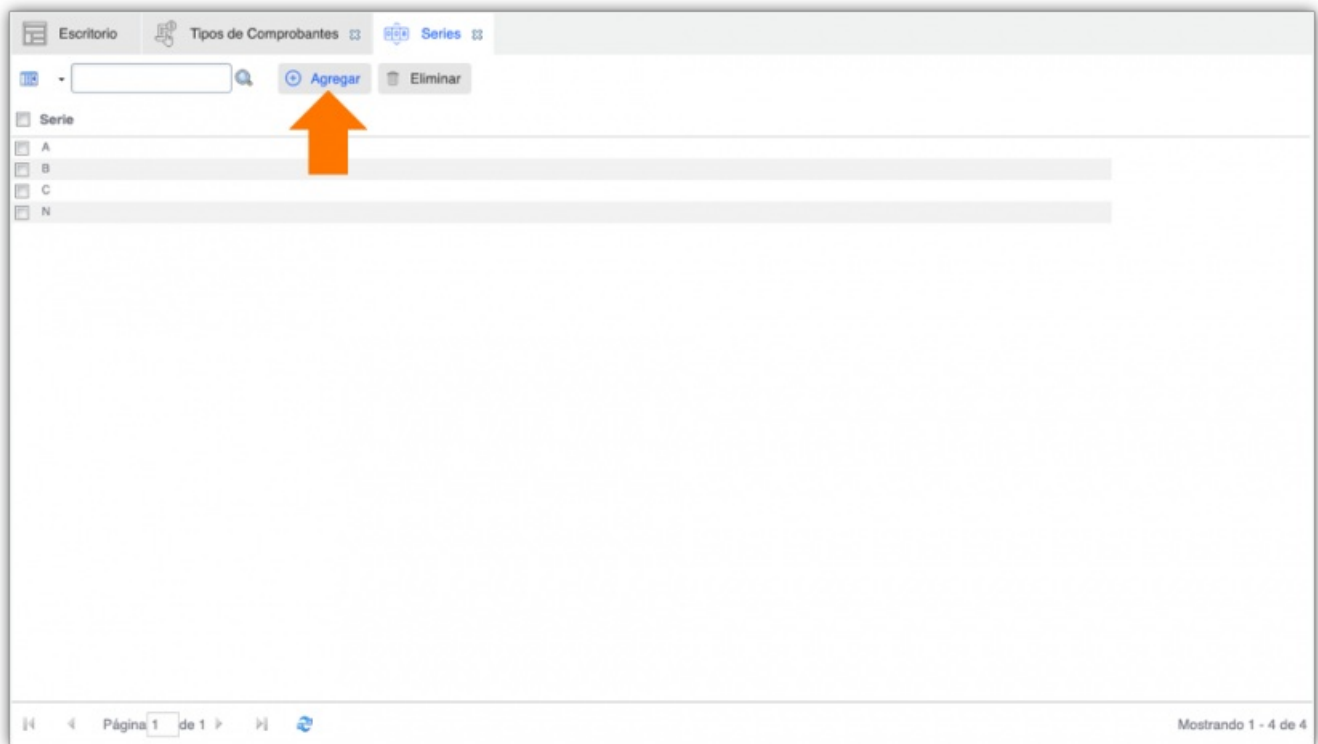 Escritorio Tipos de Comprobantes Series
Agregar Eliminar
Serie
A
B
C
N
Página 1 de 1 Mostrando 1 - 4 de 4